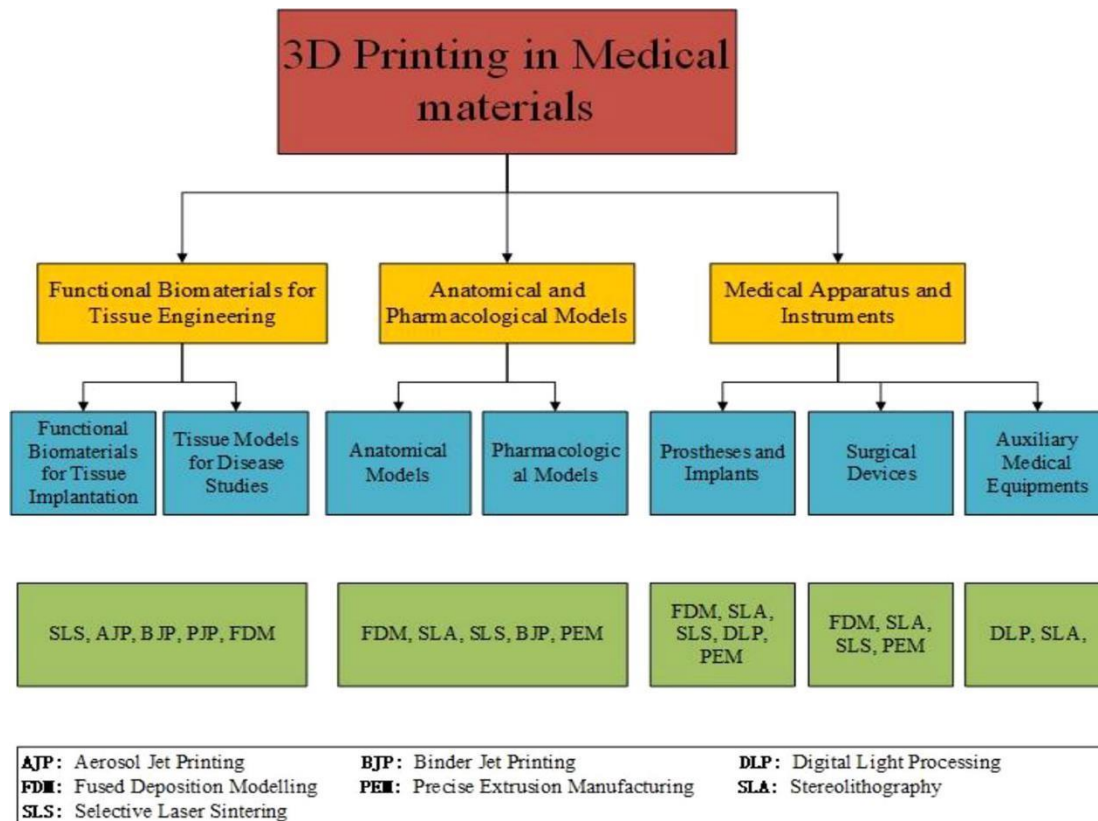 3D Printing in Medical
materials
Functional Biomaterials for
Tissue Engineering
Anatomical and
Pharmacological Models
Medical Apparatus and
Instruments
Functional
Biomaterials
for Tissue
Implantation
Tissue Models
for Disease
Studies
Anatomical
Models
Pharmacologic
al Models
Prostheses and
Implants
Surgical
Devices
Auxiliary
Medical
Equipments
SLS, AJP, BJP, PJP, FDM
FDM, SLA, SLS, BJP, PEM
FDM, SLA,
SLS, DLP,
PEM
FDM, SLA,
SLS, PEM
DLP, SLA,
AJP: Aerosol Jet Printing BJP: Binder Jet Printing DLP: Digital Light Processing
FDM: Fused Deposition Modelling PEM: Precise Extrusion Manufacturing SLA: Stereolithography
SLS: Selective Laser Sintering